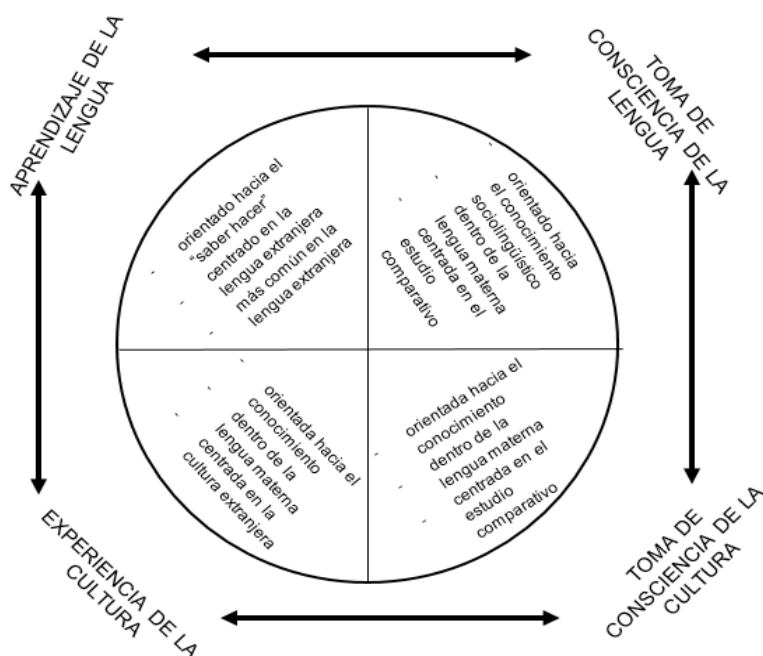 APRENDIZAJE DE LA
LENGUA
TOMA DE
CONSCIENCIA DE LA
LENGUA
- orientado hacia el
"saber hacer"
- centrado en la
lengua extranjera
- más común en la
lengua extranjera
- orientado hacia
el conocimiento
sociolingüístico
- dentro de la
lengua materna
- centrada en el
estudio
comparativo
- orientada hacia el
conocimiento
- dentro de la
lengua materna
- centrada en la
cultura extranjera
- orientada hacia el
conocimiento
- dentro de la
lengua materna
- centrada en el
estudio
comparativo
EXPERIENCIA DE LA
CULTURA
TOMA DE
CONSCIENCIA DE LA
CULTURA